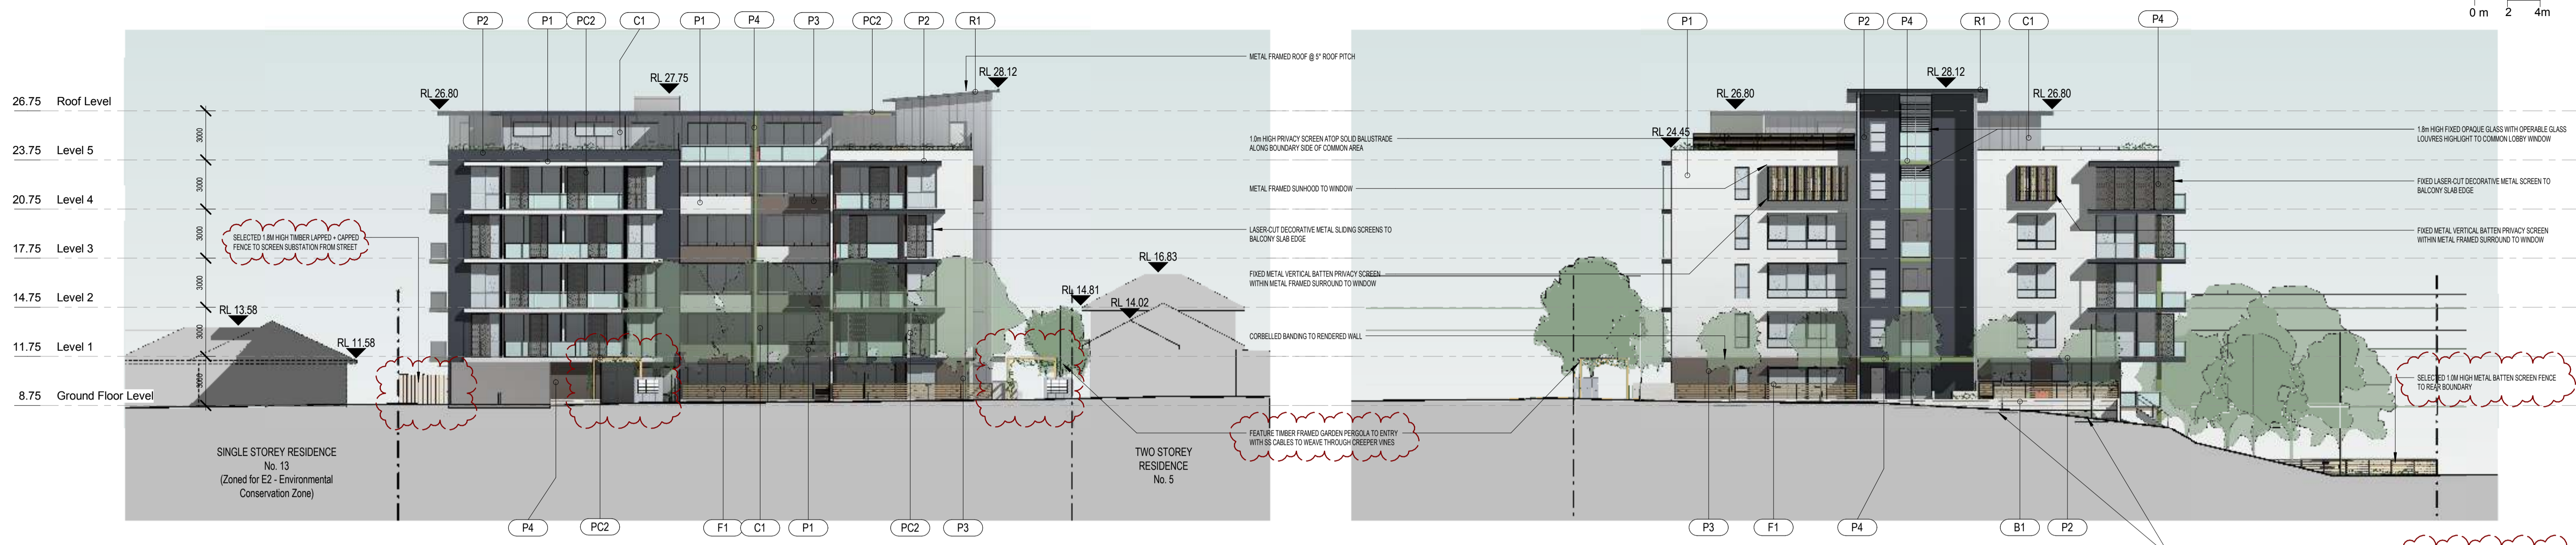 0 m 2 4m
P2 P1 PC2 C1 P1 P4 P3 PC2 P2 R1
P1 P2 P4 R1 C1 P4
METAL FRAMED ROOF @ 5° ROOF PITCH
RL 26.80
RL 27.75
RL 28.12
RL 26.80
RL 28.12
RL 26.80
RL 24.45
26.75 Roof Level
23.75 Level 5
20.75 Level 4
17.75 Level 3
14.75 Level 2
11.75 Level 1
8.75 Ground Floor Level
3000
3000
3000
3000
3000
3000
SELECTED 1.8M HIGH TIMBER LAPPED + CAPPED
FENCE TO SCREEN SUBSTATION FROM STREET
RL 13.58
RL 11.58
RL 16.83
RL 14.81
RL 14.02
1.0m HIGH PRIVACY SCREEN ATOP SOLID BALUSTRADE
ALONG BOUNDARY SIDE OF COMMON AREA
METAL FRAMED SUNHOOD TO WINDOW
LASER-CUT DECORATIVE METAL SLIDING SCREENS TO
BALCONY SLAB EDGE
FIXED METAL VERTICAL BATTEN PRIVACY SCREEN
WITHIN METAL FRAMED SURROUND TO WINDOW
CORBELLED BANDING TO RENDERED WALL
FEATURE TIMBER FRAMED GARDEN PERGOLA TO ENTRY
WITH SS CABLES TO WEAVE THROUGH CREEPER VINES
1.8m HIGH FIXED OPAQUE GLASS WITH OPERABLE GLASS
LOUVRES HIGHLIGHT TO COMMON LOBBY WINDOW
FIXED LASER-CUT DECORATIVE METAL SCREEN TO
BALCONY SLAB EDGE
FIXED METAL VERTICAL BATTEN PRIVACY SCREEN
WITHIN METAL FRAMED SURROUND TO WINDOW
SELECTED 1.0M HIGH METAL BATTEN SCREEN FENCE
TO REAR BOUNDARY
SINGLE STOREY RESIDENCE
No. 13
(Zoned for E2 - Environmental
Conservation Zone)
TWO STOREY
RESIDENCE
No. 5
P4 PC2 F1 C1 P1 PC2 P3
P3 F1 P4 B1 P2